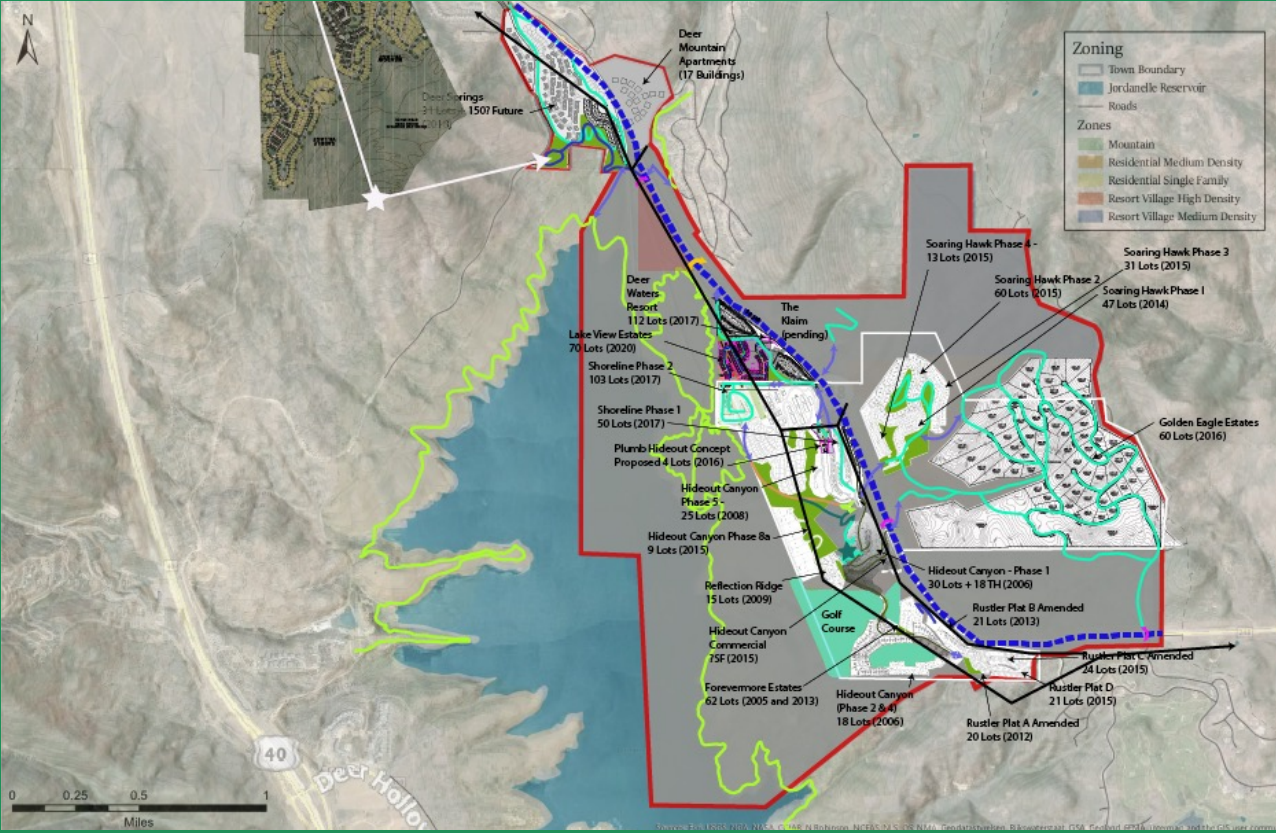 N
Deer
Mountain
Apartments
(17 Buildings)
Zoning
Town Boundary
Jordanelle Reservoir
Roads
Zones
Mountain
Residential Medium Density
Residential Single Family
Resort Village High Density
Resort Village Medium Density
Deer Springs
150? Future
Soaring Hawk Phase 4 -
13 Lots (2015)
Soaring Hawk Phase 3
31 Lots (2015)
Soaring Hawk Phase 2
60 Lots (2015)
Soaring Hawk Phase I
47 Lots (2014)
Deer
Waters
Resort
112 Lots (2017)
The
Klaim
(pending)
Lake View Estates
70 Lots (2020)
Shoreline Phase 2
103 Lots (2017)
Shoreline Phase 1
50 Lots (2017)
Plumb Hideout Concept
Proposed 4 Lots (2016)
Golden Eagle Estates
60 Lots (2016)
Hideout Canyon
Phase 5 -
25 Lots (2008)
Hideout Canyon Phase 8a
9 Lots (2015)
Hideout Canyon - Phase 1
30 Lots + 18 TH (2006)
Reflection Ridge
15 Lots (2009)
Rustler Plat B Amended
21 Lots (2013)
Golf
Course
Hideout Canyon
Commercial
?SF (2015)
Rustler Plat C Amended
24 Lots (2015)
Forevermore Estates
62 Lots (2005 and 2013)
Hideout Canyon
(Phase 2 & 4)
18 Lots (2006)
Rustler Plat D
21 Lots (2015)
Rustler Plat A Amended
20 Lots (2012)
40
Deer Hollo
0 0.25 0.5 1
Miles